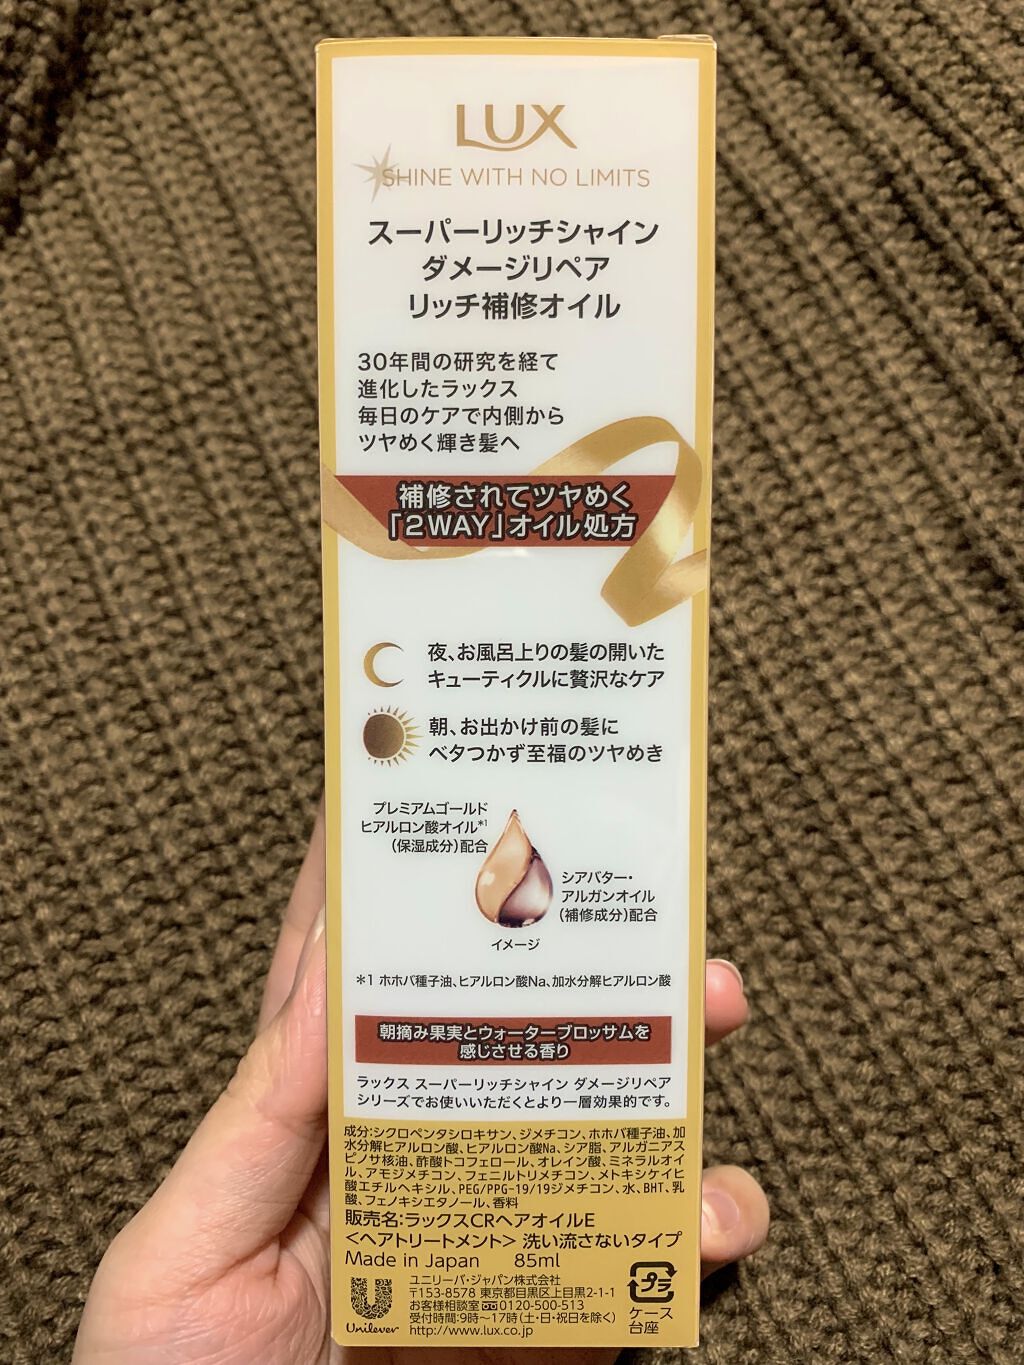 LUX
SHINE WITH NO LIMITS
スーパーリッチシャイン
ダメージリペア
リッチ補修オイル
30年間の研究を経て
進化したラックス
毎日のケアで内側から
ツヤめく輝き髪へ
補修されてツヤめく
「2WAY」オイル処方
夜、お風呂上りの髪の開いた
キューティクルに贅沢なケア
朝、お出かけ前の髪に
ベタつかず至福のツヤめき
プレミアムゴールド
ヒアルロン酸オイル*1
(保湿成分)配合
シアバター・
アルガンオイル
(補修成分)配合
イメージ
*1 ホホバ種子油、ヒアルロン酸Na、加水分解ヒアルロン酸
朝摘み果実とウォーターブロッサムを
感じさせる香り
ラックス スーパーリッチシャイン ダメージリペア
シリーズでお使いいただくとより一層効果的です。
成分:シクロペンタシロキサン、ジメチコン、ホホバ種子油、加
水分解ヒアルロン酸、ヒアルロン酸Na、シア脂、アルガニアス
ピノサ核油、酢酸トコフェロール、オレイン酸、ミネラルオイ
ル、アモジメチコン、フェニルトリメチコン、メトキシケイヒ
酸エチルヘキシル、PEG/PPG-19/19ジメチコン、水、BHT、乳
酸、フェノキシエタノール、香料
販売名:ラックスCRヘアオイルE
<ヘアトリートメント> 洗い流さないタイプ
Made in Japan 85ml
ユニリーバ・ジャパン株式会社
〒153-8578 東京都目黒区上目黒2-1-1
お客様相談室 0120-500-513
受付時間:9時～17時(土・日・祝日を除く)
http://www.lux.co.jp
Unilever
プラ
ケース
台座